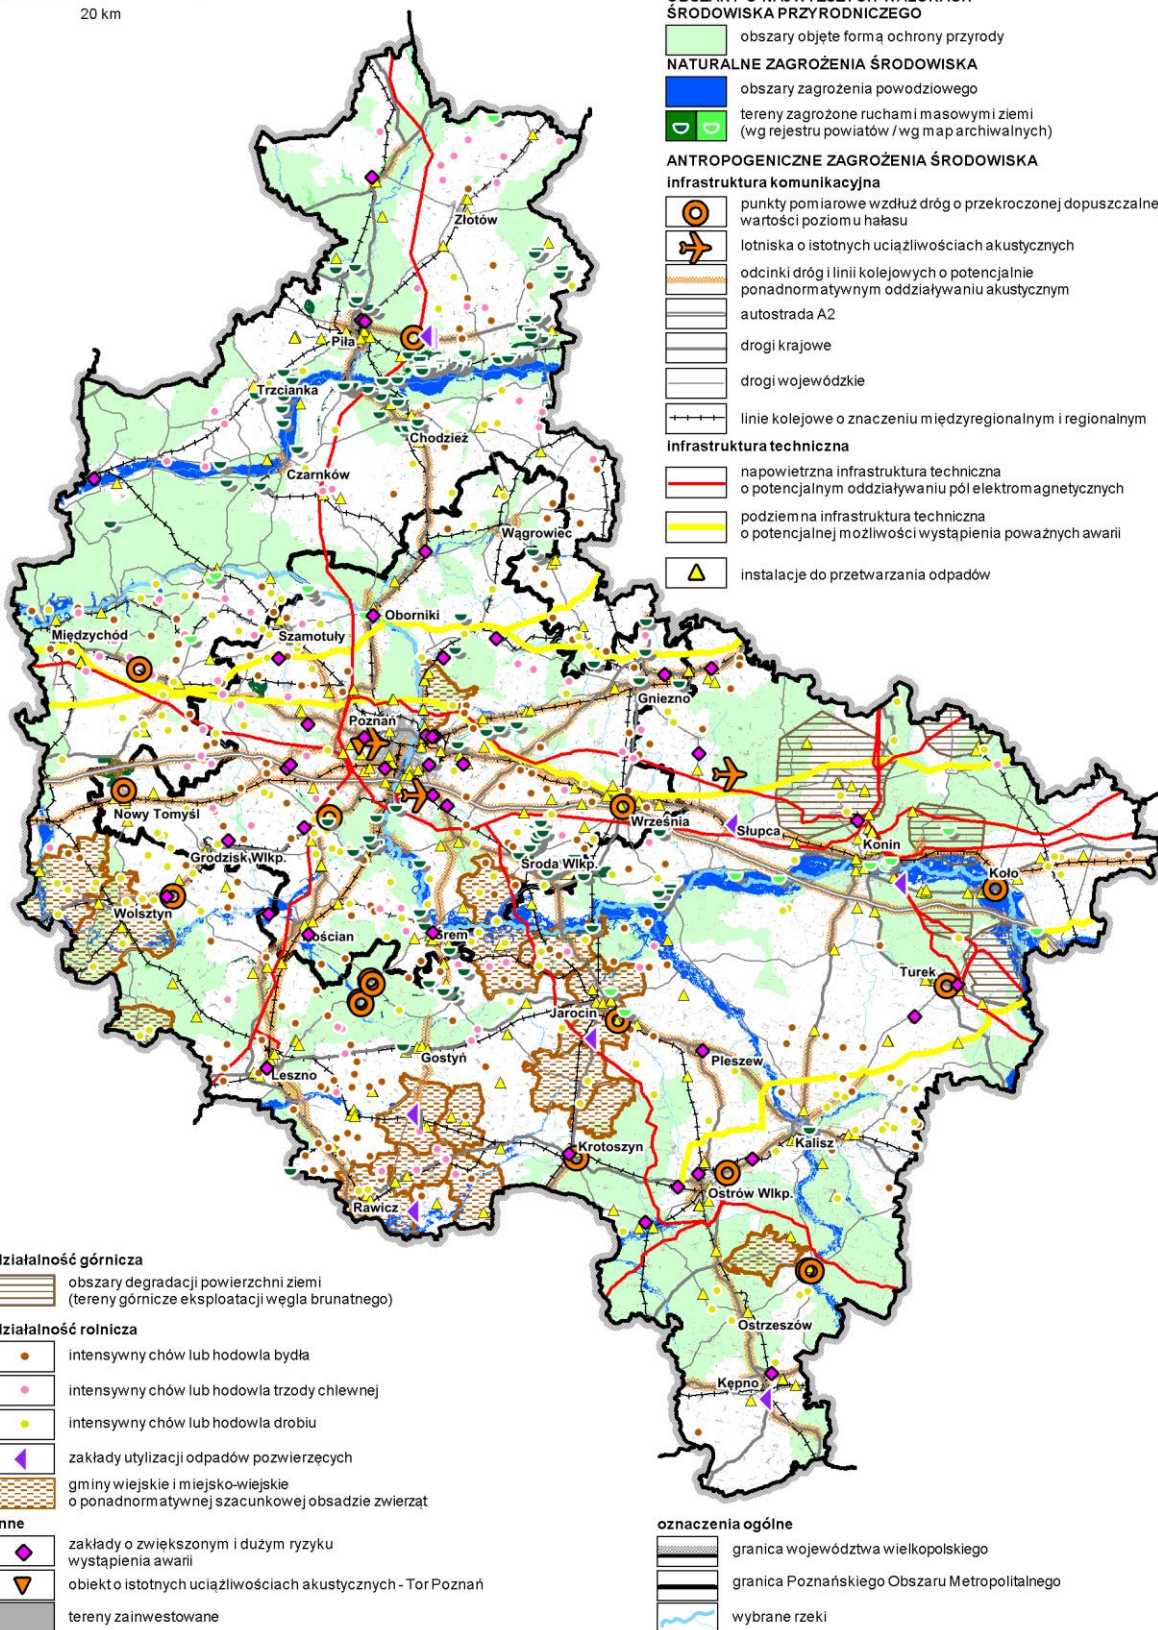 20 km
ŚRODOWISKA PRZYRODNICZEGO
obszary objęte formą ochrony przyrody
NATURALNE ZAGROŻENIA ŚRODOWISKA
obszary zagrożenia powodziowego
tereny zagrożone ruchami masowymi ziemi
(wg rejestru powiatów / wg map archiwalnych)
ANTROPOGENICZNE ZAGROŻENIA ŚRODOWISKA
infrastruktura komunikacyjna
punkty pomiarowe wzdłuż dróg o przekroczonej dopuszczalne
wartości poziomu hałasu
lotniska o istotnych uciążliwościach akustycznych
odcinki dróg i linii kolejowych o potencjalnie
ponadnormatywnym oddziaływaniu akustycznym
autostrada A2
drogi krajowe
drogi wojewódzkie
linie kolejowe o znaczeniu międzyregionalnym i regionalnym
infrastruktura techniczna
napowietrzna infrastruktura techniczna
o potencjalnym oddziaływaniu pól elektromagnetycznych
podziemna infrastruktura techniczna
o potencjalnej możliwości wystąpienia poważnych awarii
instalacje do przetwarzania odpadów
Złotów
Piła
Trzcianka
Chodzież
Czarnków
Wągrowiec
Oborniki
Międzychód
Szamotuły
Gniezno
Poznań
Nowy Tomyśl
Września
Słupca
Konin
Grodzisk Wlkp.
Środa Wlkp.
Koło
Wolsztyn
Kościan
Śrem
Turek
Jarocin
Gostyń
Pleszew
Leszno
Kalisz
Krotoszyn
Ostrów Wlkp.
Rawicz
Ostrzeszów
Kępno
działalność górnicza
obszary degradacji powierzchni ziemi
(tereny górnicze eksploatacji węgla brunatnego)
działalność rolnicza
intensywny chów lub hodowla bydła
intensywny chów lub hodowla trzody chlewnej
intensywny chów lub hodowla drobiu
zakłady utylizacji odpadów pozwierzęcych
gminy wiejskie i miejsko-wiejskie
o ponadnormatywnej szacunkowej obsadzie zwierząt
nne
zakłady o zwiększonym i dużym ryzyku
wystąpienia awarii
obiekt o istotnych uciążliwościach akustycznych - Tor Poznań
tereny zainwestowane
oznaczenia ogólne
granica województwa wielkopolskiego
granica Poznańskiego Obszaru Metropolitalnego
wybrane rzeki